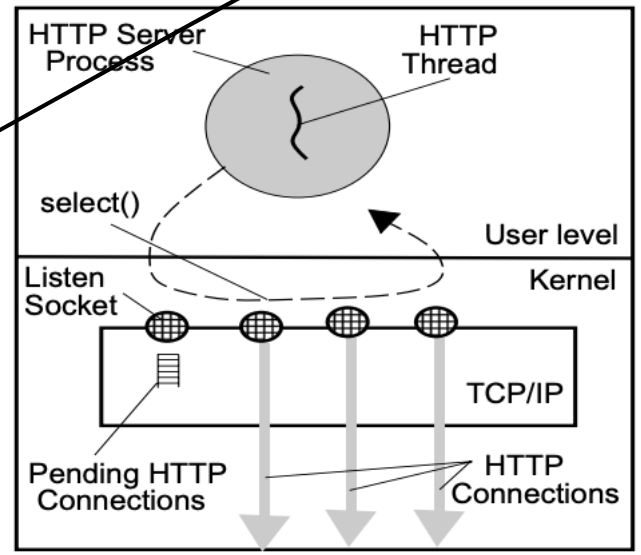 HTTP Server
Process
HTTP
Thread
select()
User level
Kernel
Listen
Socket
TCP/IP
Pending HTTP
Connections
HTTP
Connections